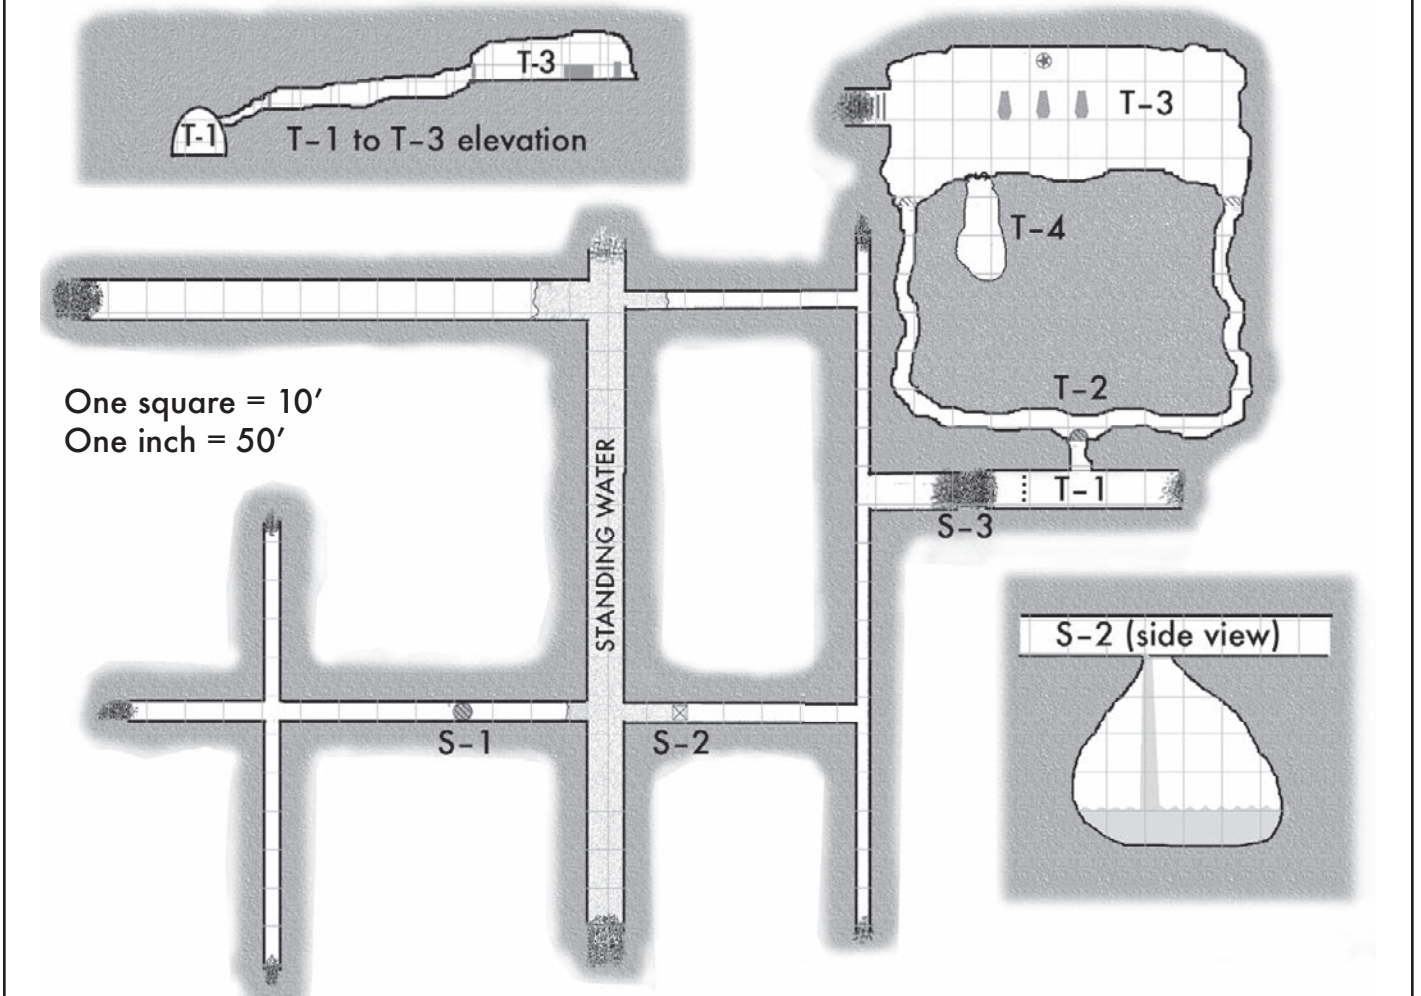 T-3
T-1
T-1 to T-3 elevation
T-3
T-4
One square = 10′
One inch = 50′
T-2
STANDING WATER
T-1
S-3
S-2 (side view)
S-1
S-2